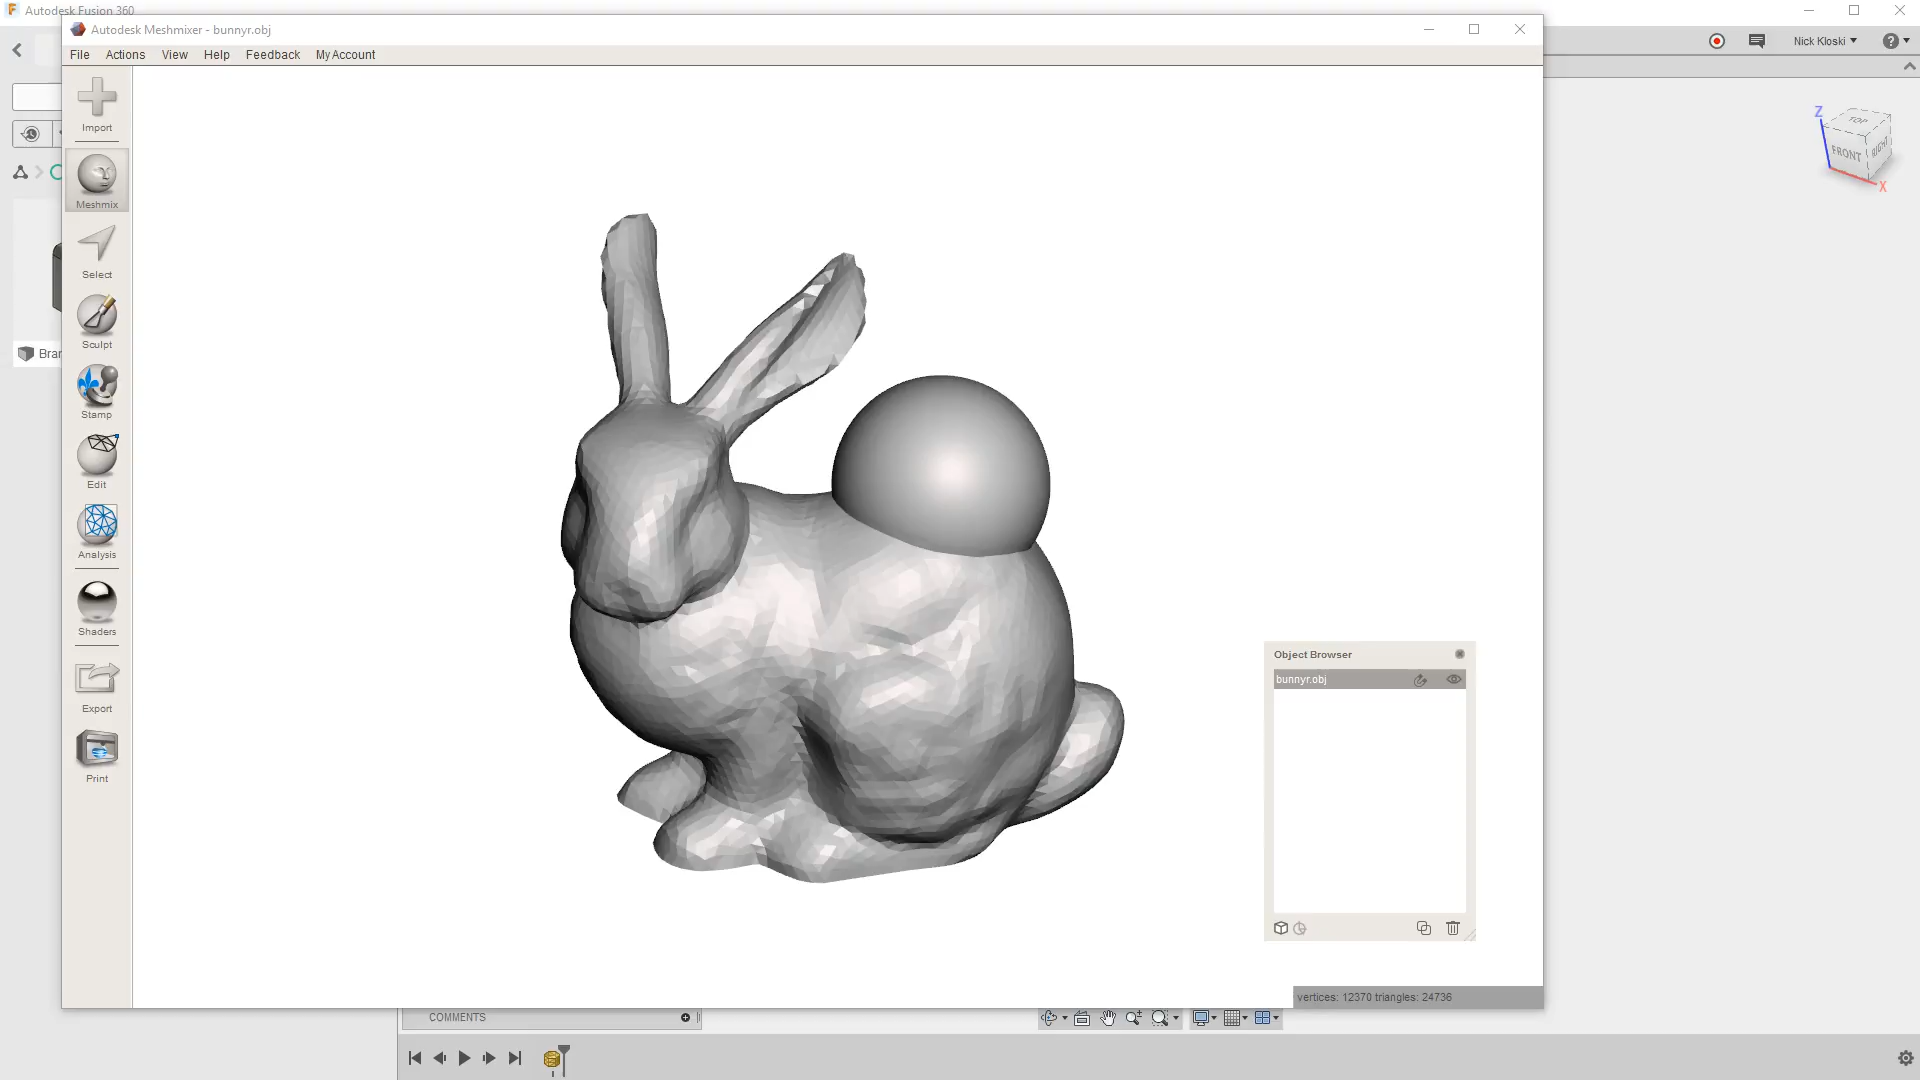 Autodesk Fusion 360
Autodesk Meshmixer - bunnyr.obj
File Actions View Help Feedback My Account
Nick Kloski
Import
Meshmix
Select
Sculpt
Stamp
Edit
Analysis
Shaders
Export
Print
Z
TOP
FRONT
RIGHT
X
Bran
Object Browser
bunnyr.obj
vertices: 12370 triangles: 24736
COMMENTS